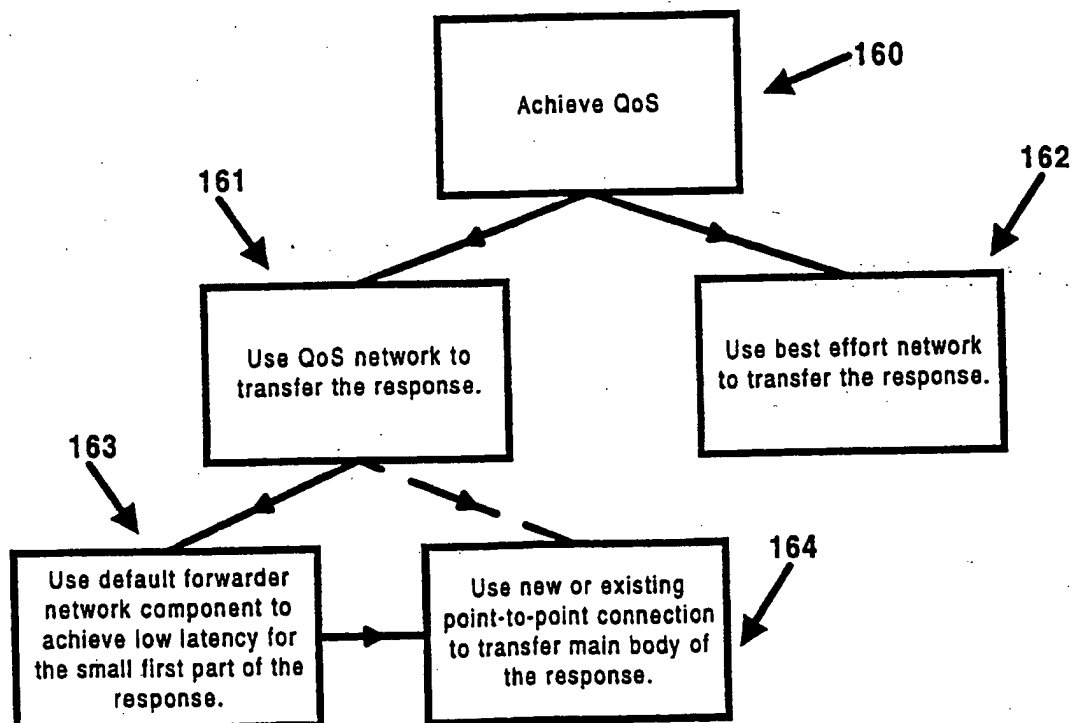 160
Achieve QoS
161
162
Use QoS network to
transfer the response.
Use best effort network
to transfer the response.
163
164
Use default forwarder
network component to
achieve low latency for
the small first part of the
response.
Use new or existing
point-to-point connection
to transfer main body of
the response.